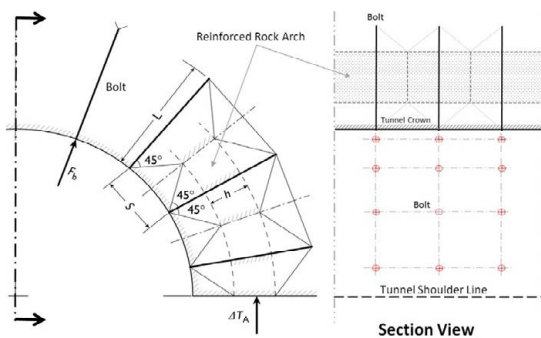 Bolt
Reinforced Rock Arch
Bolt
L
45°
F_b
S
45°
45°
h
ΔT_A
Tunnel Crown
Bolt
Tunnel Shoulder Line
Section View